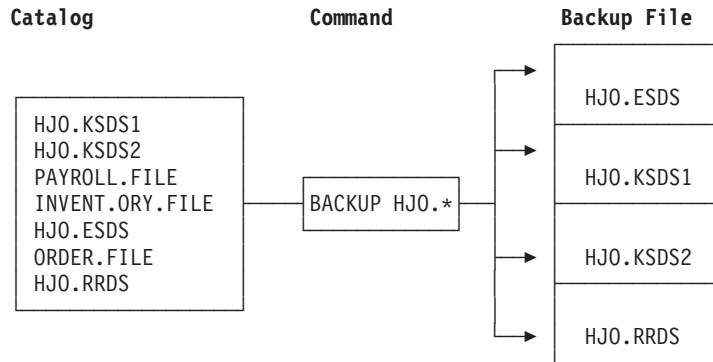 Catalog Command Backup File
HJO.KSDS1
HJO.KSDS2
PAYROLL.FILE
INVENT.ORY.FILE
HJO.ESDS
ORDER.FILE
HJO.RRDS
BACKUP HJO.*
HJO.ESDS
HJO.KSDS1
HJO.KSDS2
HJO.RRDS